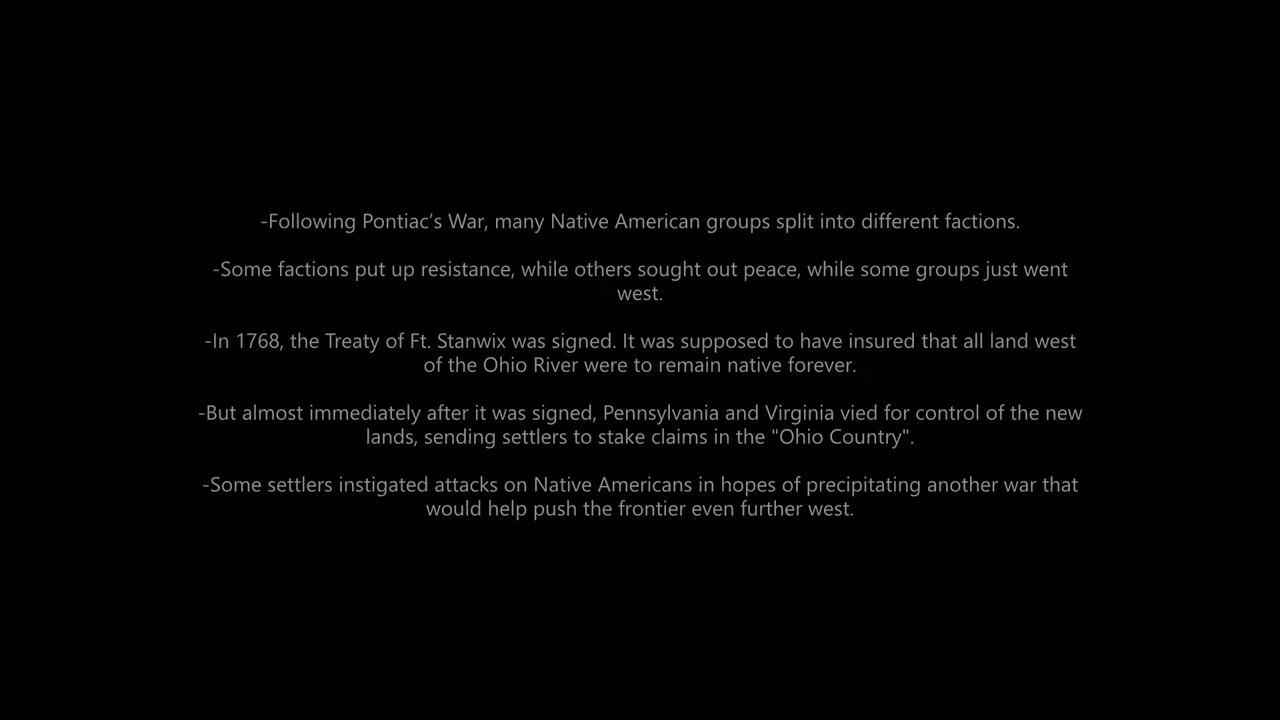 -Following Pontiac’s War, many Native American groups split into different factions.
-Some factions put up resistance, while others sought out peace, while some groups just went
west.
-In 1768, the Treaty of Ft. Stanwix was signed. It was supposed to have insured that all land west
of the Ohio River were to remain native forever.
-But almost immediately after it was signed, Pennsylvania and Virginia vied for control of the new
lands, sending settlers to stake claims in the "Ohio Country".
-Some settlers instigated attacks on Native Americans in hopes of precipitating another war that
would help push the frontier even further west.